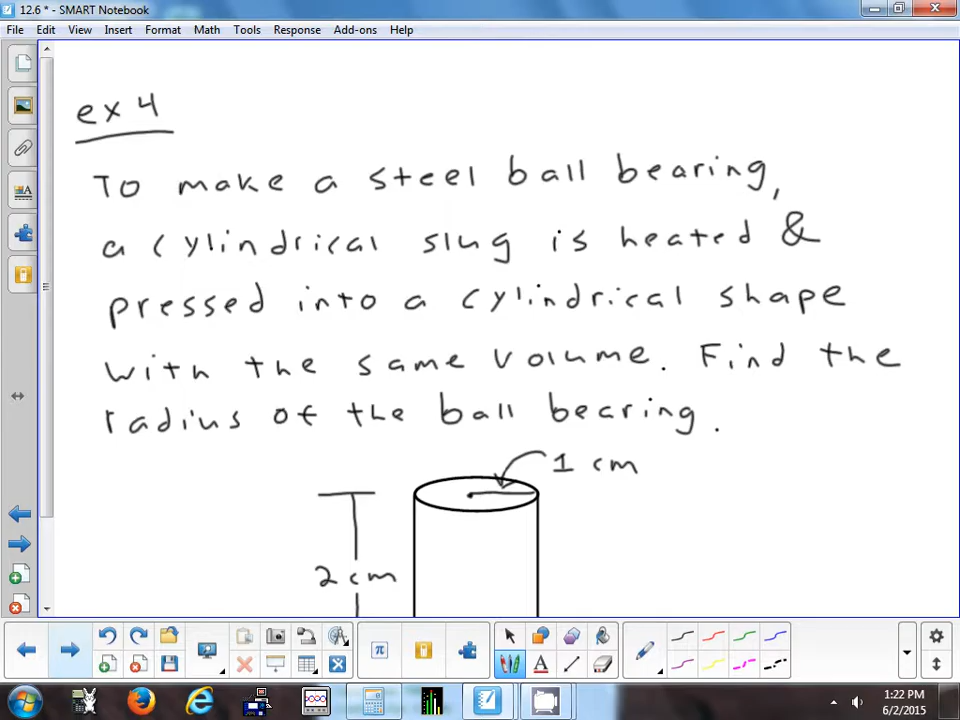 12.6 * - SMART Notebook
File Edit View Insert Format Math Tools Response Add-ons Help
ex 4
To make a steel ball bearing,
a cylindrical slug is heated &
pressed into a cylindrical shape
with the same volume. Find the
radius of the ball bearing.
1 cm
2 cm
1:22 PM
6/2/2015